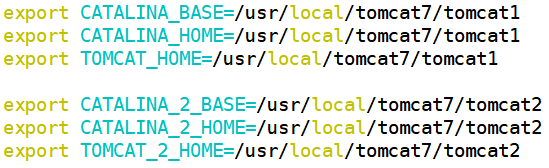 export CATALINA_BASE=/usr/local/tomcat7/tomcat1
export CATALINA_HOME=/usr/local/tomcat7/tomcat1
export TOMCAT_HOME=/usr/local/tomcat7/tomcat1
export CATALINA_2_BASE=/usr/local/tomcat7/tomcat2
export CATALINA_2_HOME=/usr/local/tomcat7/tomcat2
export TOMCAT_2_HOME=/usr/local/tomcat7/tomcat2